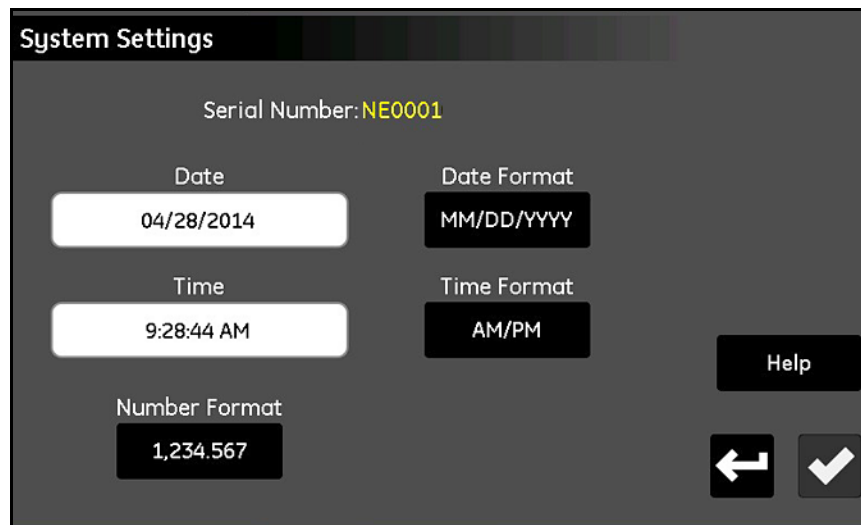 System Settings
Serial Number:NE0001
Date
Date Format
04/28/2014
MM/DD/YYYY
Time
Time Format
9:28:44 AM
AM/PM
Help
Number Format
1,234.567